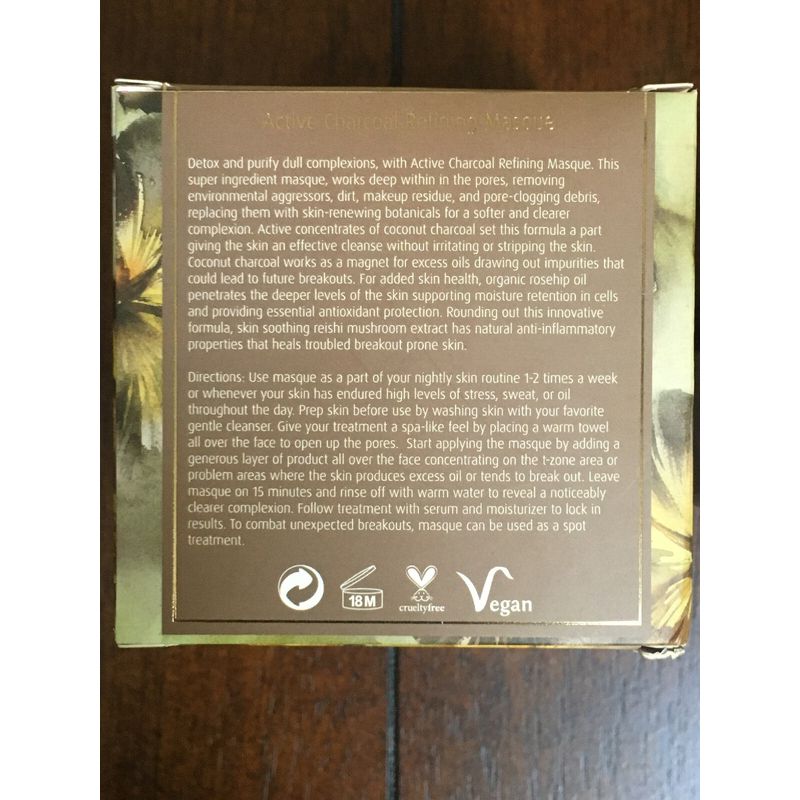 Active Charcoal Refining Masque
Detox and purify dull complexions, with Active Charcoal Refining Masque. This
super ingredient masque, works deep within in the pores, removing
environmental aggressors, dirt, makeup residue, and pore-clogging debris,
replacing them with skin-renewing botanicals for a softer and clearer
complexion. Active concentrates of coconut charcoal set this formula a part
giving the skin an effective cleanse without irritating or stripping the skin.
Coconut charcoal works as a magnet for excess oils drawing out impurities that
could lead to future breakouts. For added skin health, organic rosehip oil
penetrates the deeper levels of the skin supporting moisture retention in cells
and providing essential antioxidant protection. Rounding out this innovative
formula, skin soothing reishi mushroom extract has natural anti-inflammatory
properties that heals troubled breakout prone skin.
Directions: Use masque as a part of your nightly skin routine 1-2 times a week
or whenever your skin has endured high levels of stress, sweat, or oil
throughout the day. Prep skin before use by washing skin with your favorite
gentle cleanser. Give your treatment a spa-like feel by placing a warm towel
all over the face to open up the pores. Start applying the masque by adding a
generous layer of product all over the face concentrating on the t-zone area or
problem areas where the skin produces excess oil or tends to break out. Leave
masque on 15 minutes and rinse off with warm water to reveal a noticeably
clearer complexion. Follow treatment with serum and moisturizer to lock in
results. To combat unexpected breakouts, masque can be used as a spot
treatment.
18M
crueltyfree
Vegan